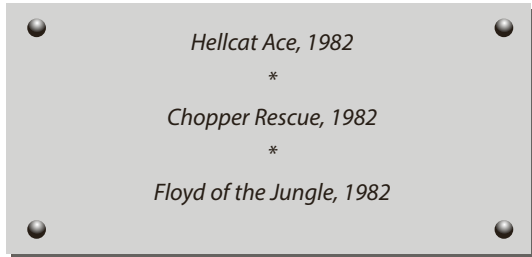 Hellcat Ace, 1982
*
Chopper Rescue, 1982
*
Floyd of the Jungle, 1982